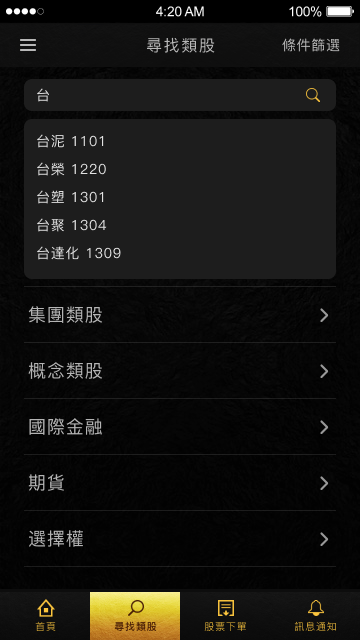 4:20 AM 100%
尋找類股 條件篩選
台
台泥 1101
台榮 1220
台塑 1301
台聚 1304
台達化 1309
集團類股
概念類股
國際金融
期貨
選擇權
首頁 尋找類股 股票下單 訊息通知